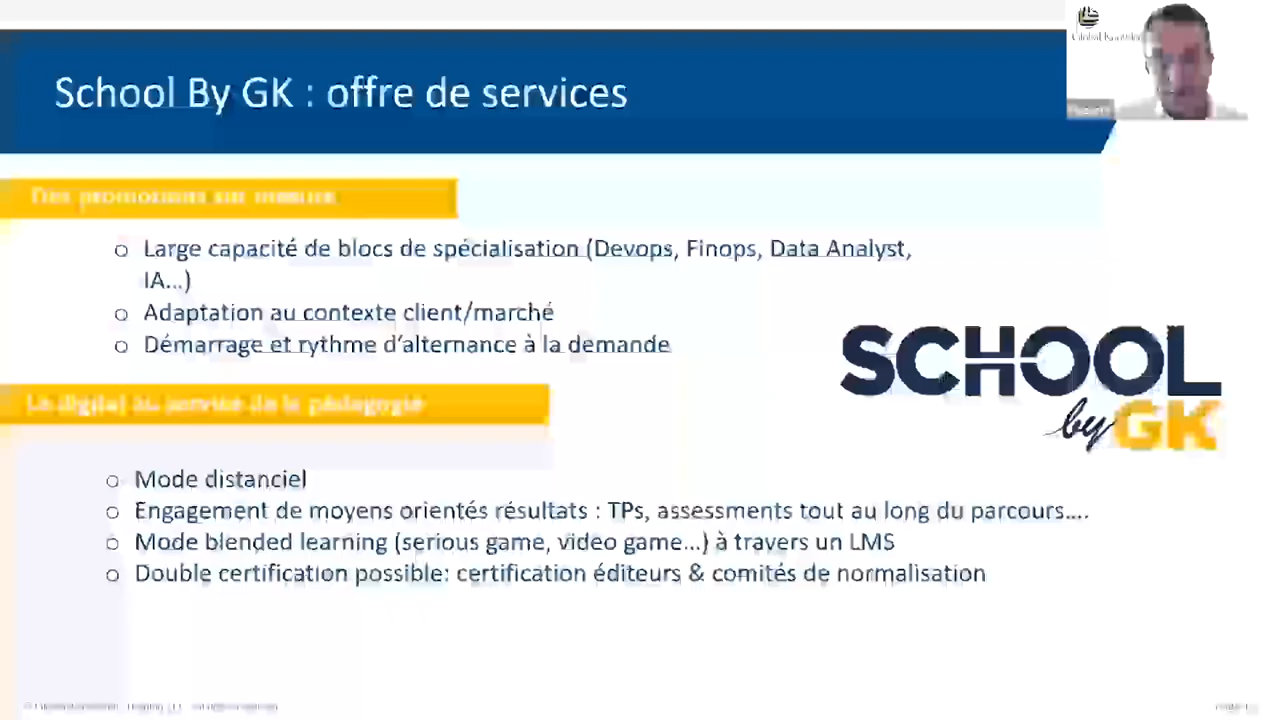 School By GK : offre de services
Des promotions sur mesure
o Large capacité de blocs de spécialisation (Devops, Finops, Data Analyst,
IA…)
o Adaptation au contexte client/marché
o Démarrage et rythme d'alternance à la demande
SCHOOL
by GK
Le digital au service de la pédagogie
o Mode distanciel
o Engagement de moyens orientés résultats : TPs, assessments tout au long du parcours….
o Mode blended learning (serious game, video game…) à travers un LMS
o Double certification possible: certification éditeurs & comités de normalisation